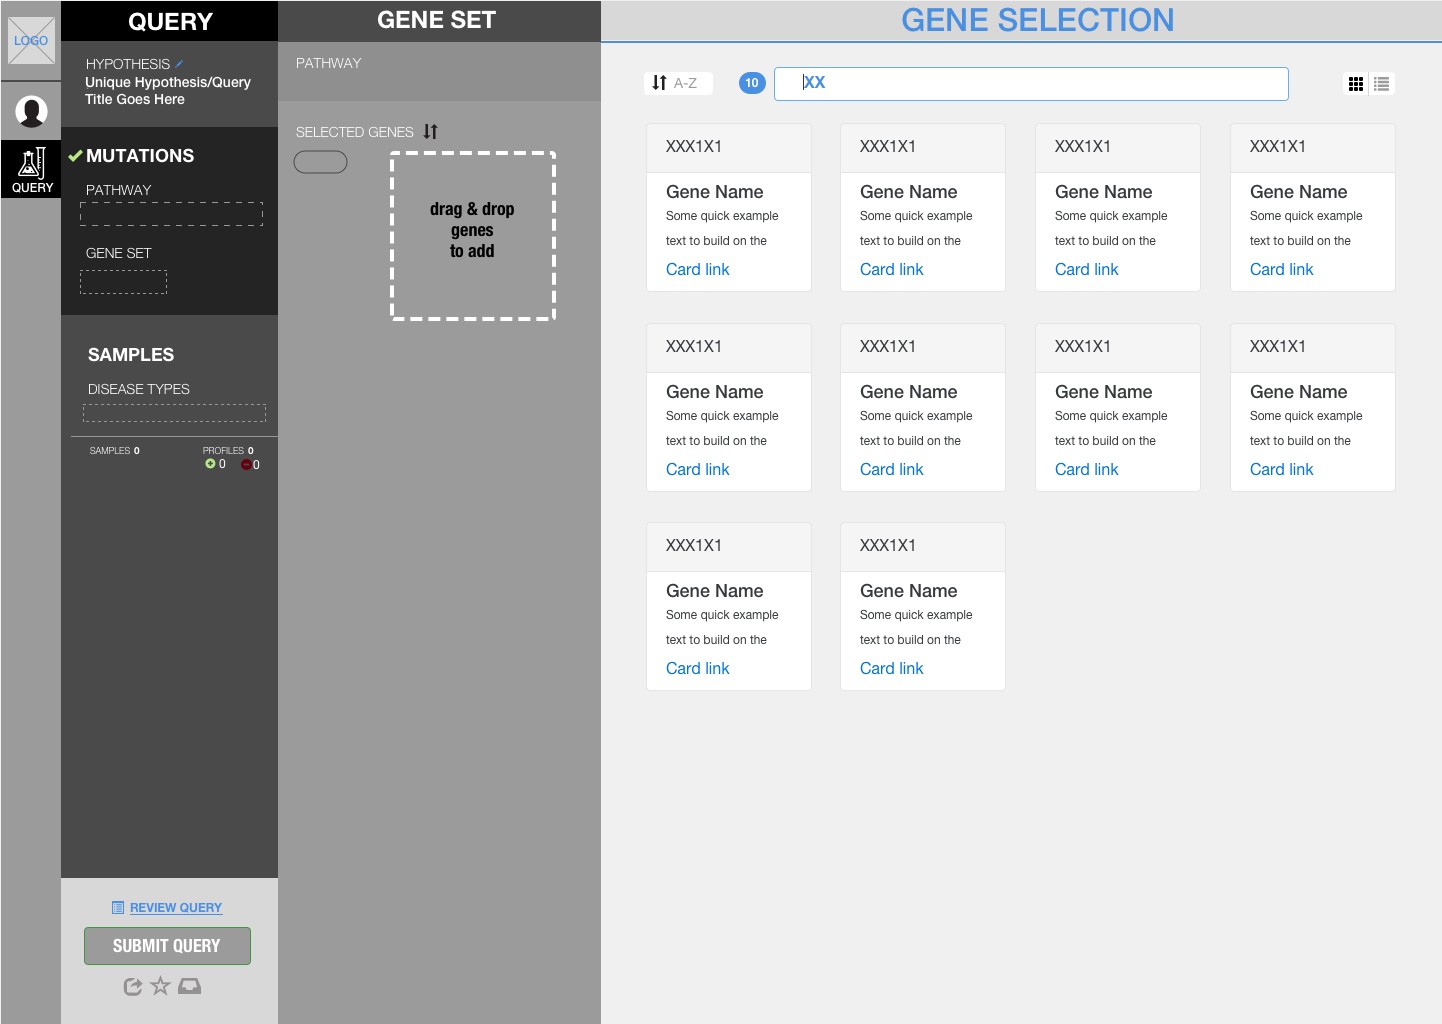 LOGO
QUERY
QUERY
HYPOTHESIS
Unique Hypothesis/Query
Title Goes Here
MUTATIONS
PATHWAY
GENE SET
SAMPLES
DISEASE TYPES
SAMPLES 0
PROFILES 0
0 0
REVIEW QUERY
SUBMIT QUERY
GENE SET
PATHWAY
SELECTED GENES
drag & drop
genes
to add
GENE SELECTION
A-Z
10
XX
XXX1X1
Gene Name
Some quick example
text to build on the
Card link
XXX1X1
Gene Name
Some quick example
text to build on the
Card link
XXX1X1
Gene Name
Some quick example
text to build on the
Card link
XXX1X1
Gene Name
Some quick example
text to build on the
Card link
XXX1X1
Gene Name
Some quick example
text to build on the
Card link
XXX1X1
Gene Name
Some quick example
text to build on the
Card link
XXX1X1
Gene Name
Some quick example
text to build on the
Card link
XXX1X1
Gene Name
Some quick example
text to build on the
Card link
XXX1X1
Gene Name
Some quick example
text to build on the
Card link
XXX1X1
Gene Name
Some quick example
text to build on the
Card link